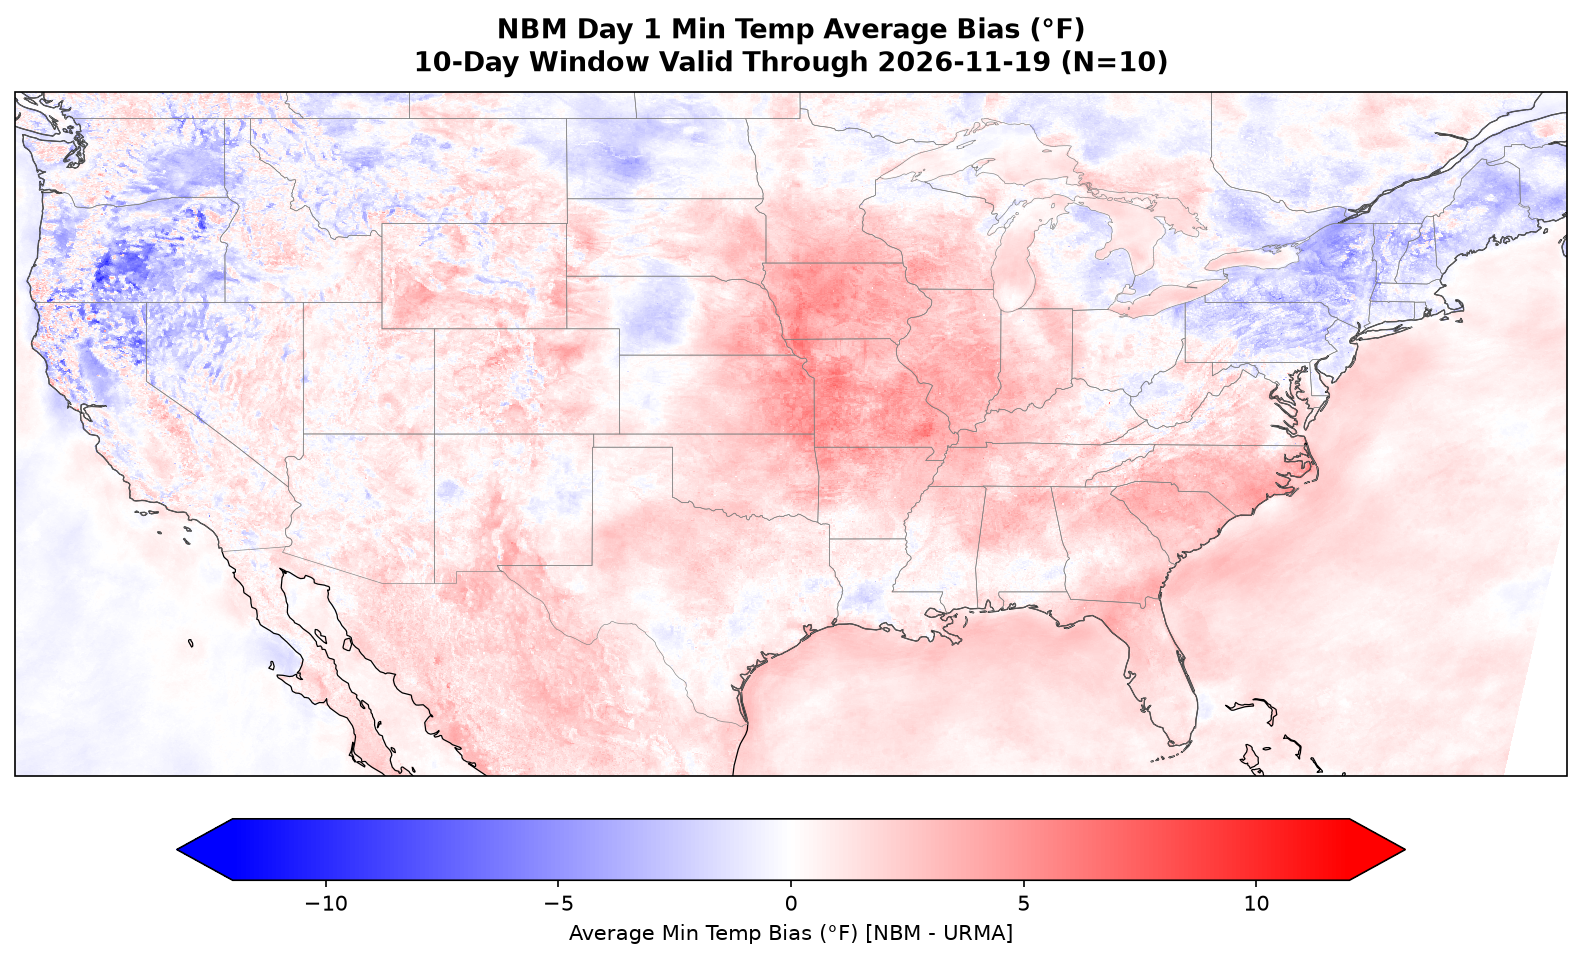 NBM Day 1 Min Temp Average Bias (°F)
10-Day Window Valid Through 2026-11-19 (N=10)
−10 −5 0 5 10
Average Min Temp Bias (°F) [NBM - URMA]